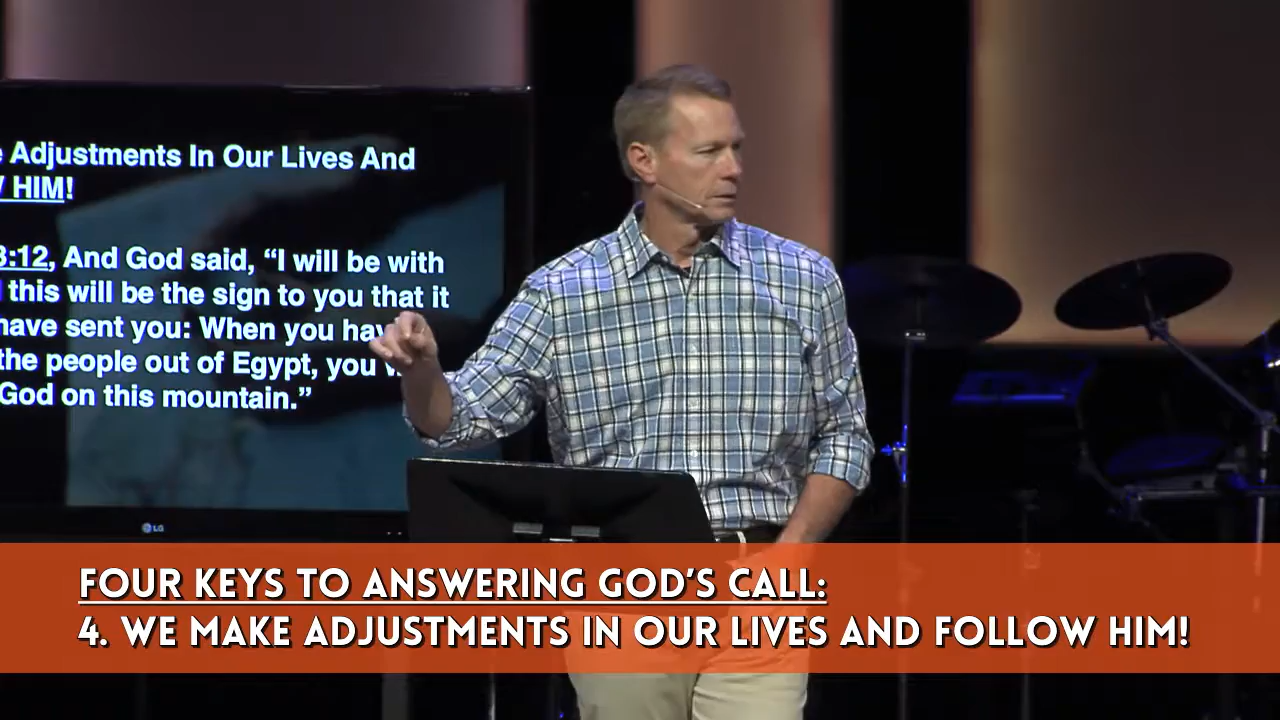 Adjustments In Our Lives And
HIM!
3:12, And God said, “I will be with
this will be the sign to you that it
have sent you: When you
the people out of Egypt, you
God on this mountain.”
LG
FOUR KEYS TO ANSWERING GOD’S CALL:
4. WE MAKE ADJUSTMENTS IN OUR LIVES AND FOLLOW HIM!